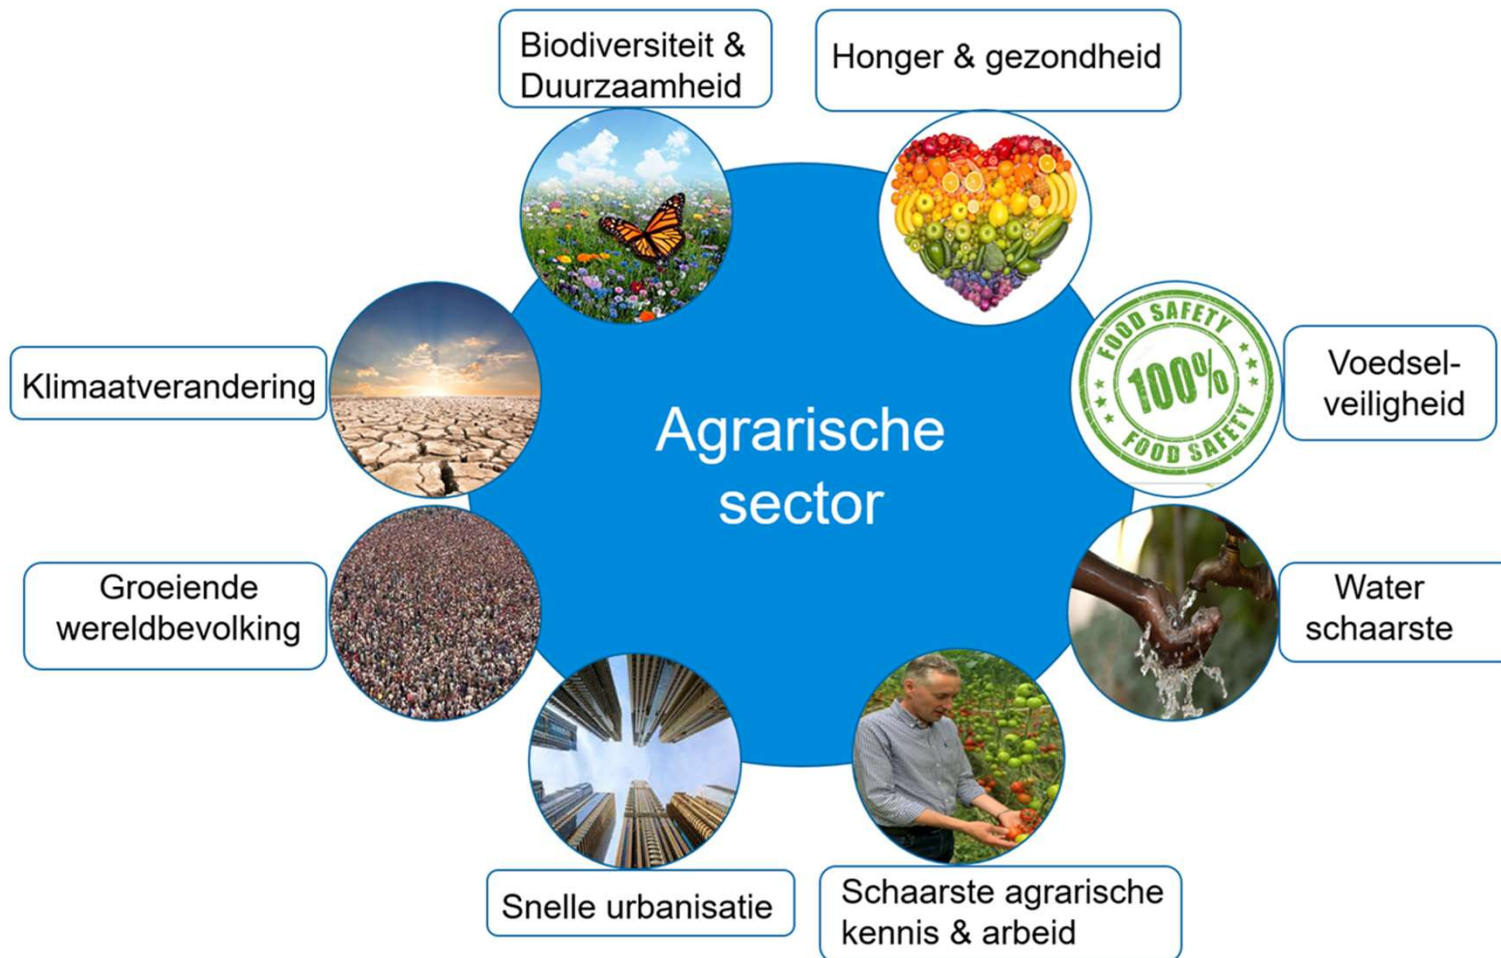 Biodiversiteit &
Duurzaamheid
Honger & gezondheid
FOOD SAFETY
100%
FOOD SAFETY
Voedsel-
veiligheid
Klimaatverandering
Agrarische
sector
Groeiende
wereldbevolking
Water
schaarste
Snelle urbanisatie
Schaarste agrarische
kennis & arbeid